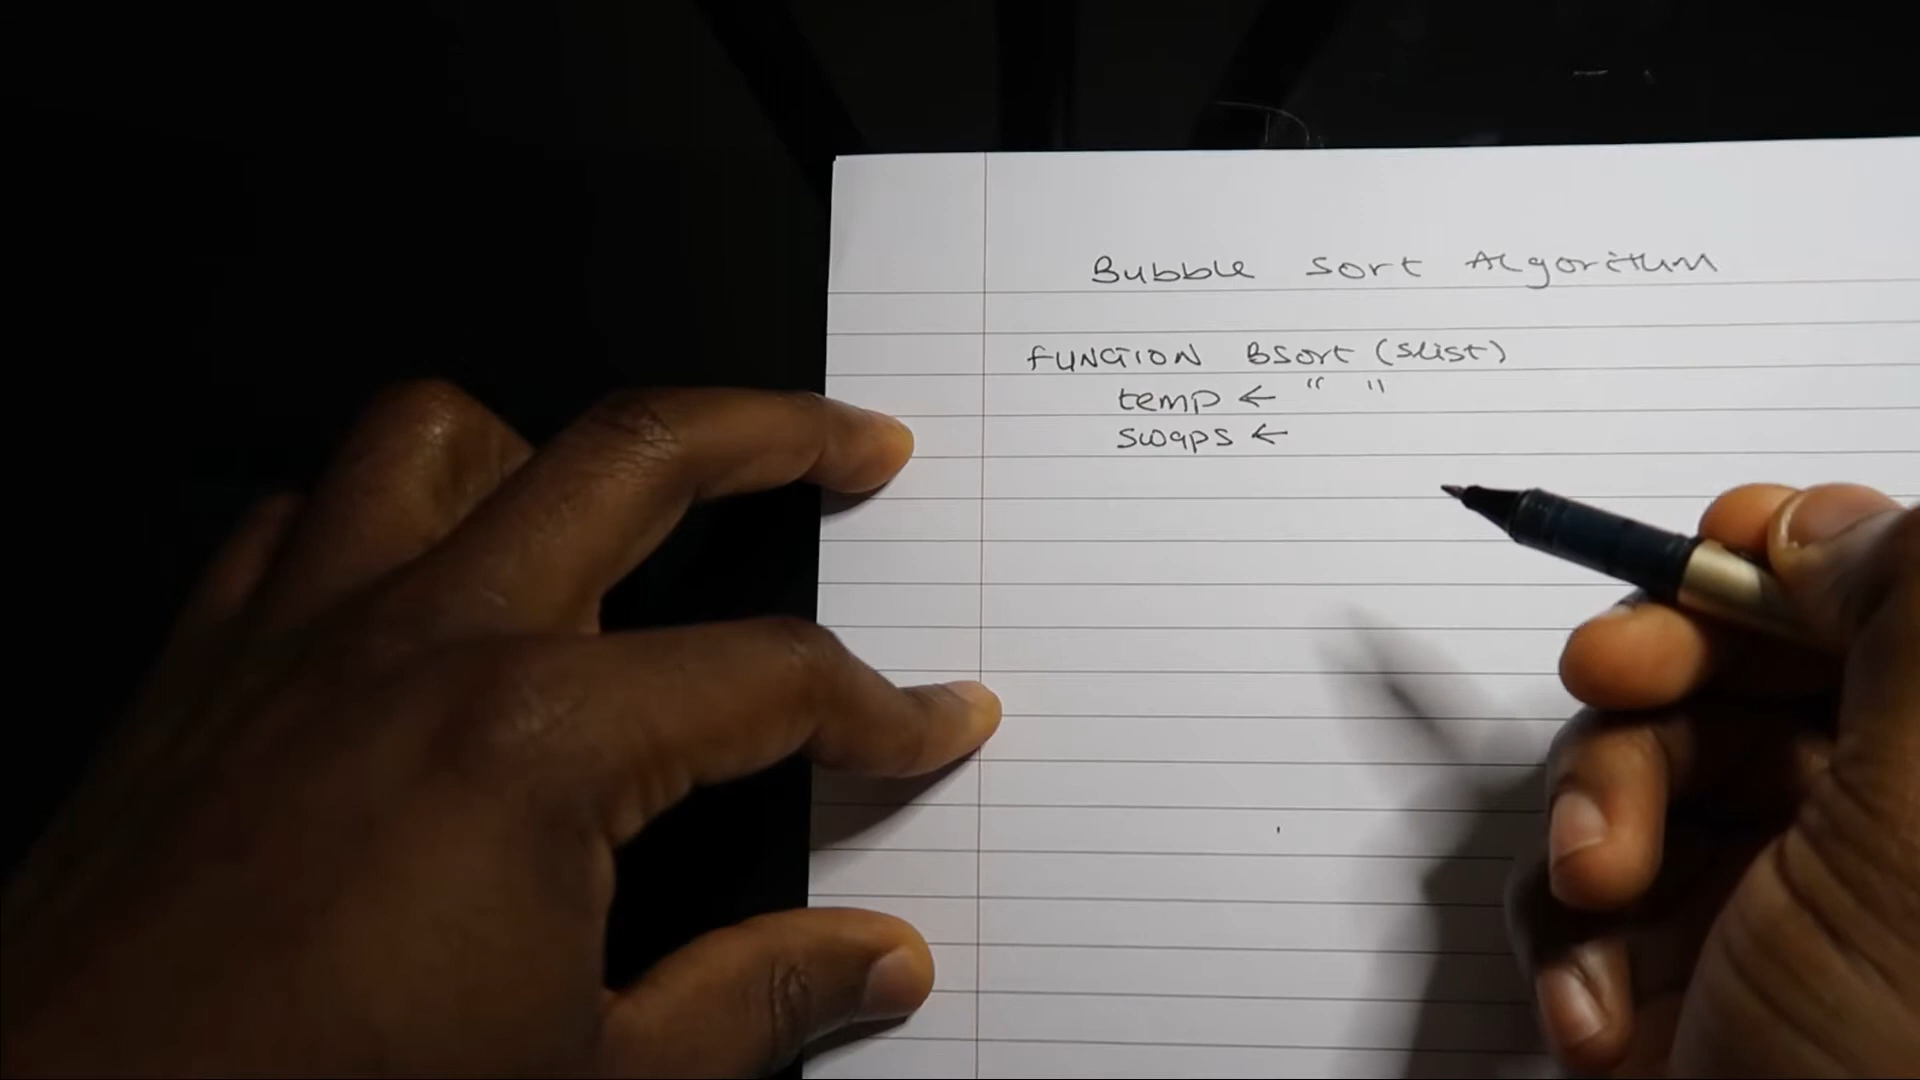 Bubble Sort Algorithm
FUNCTION BSort (slist)
temp ← " "
swaps ←